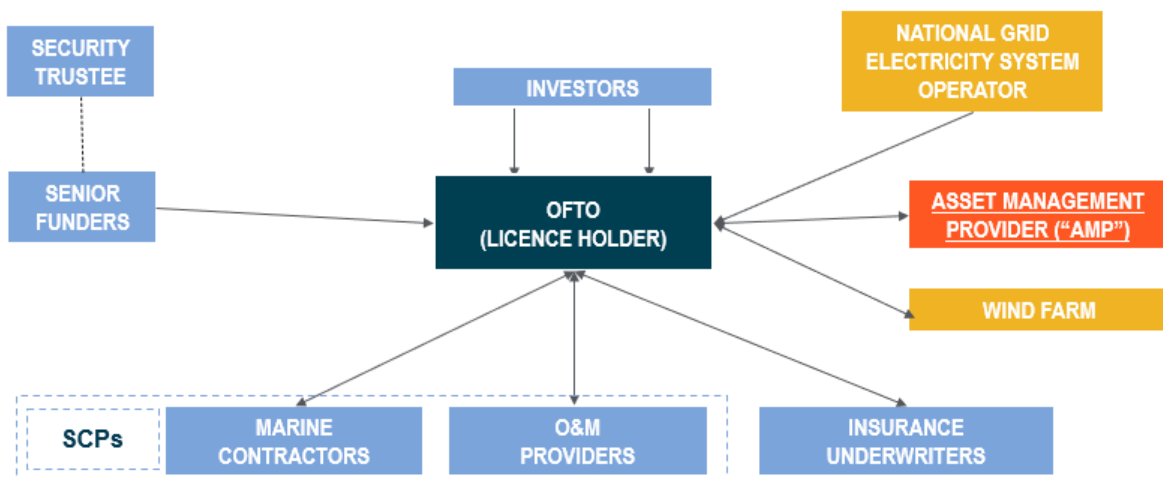 SECURITY
TRUSTEE
INVESTORS
NATIONAL GRID
ELECTRICITY SYSTEM
OPERATOR
SENIOR
FUNDERS
OFTO
(LICENCE HOLDER)
ASSET MANAGEMENT
PROVIDER (“AMP”)
WIND FARM
SCPs
MARINE
CONTRACTORS
O&M
PROVIDERS
INSURANCE
UNDERWRITERS